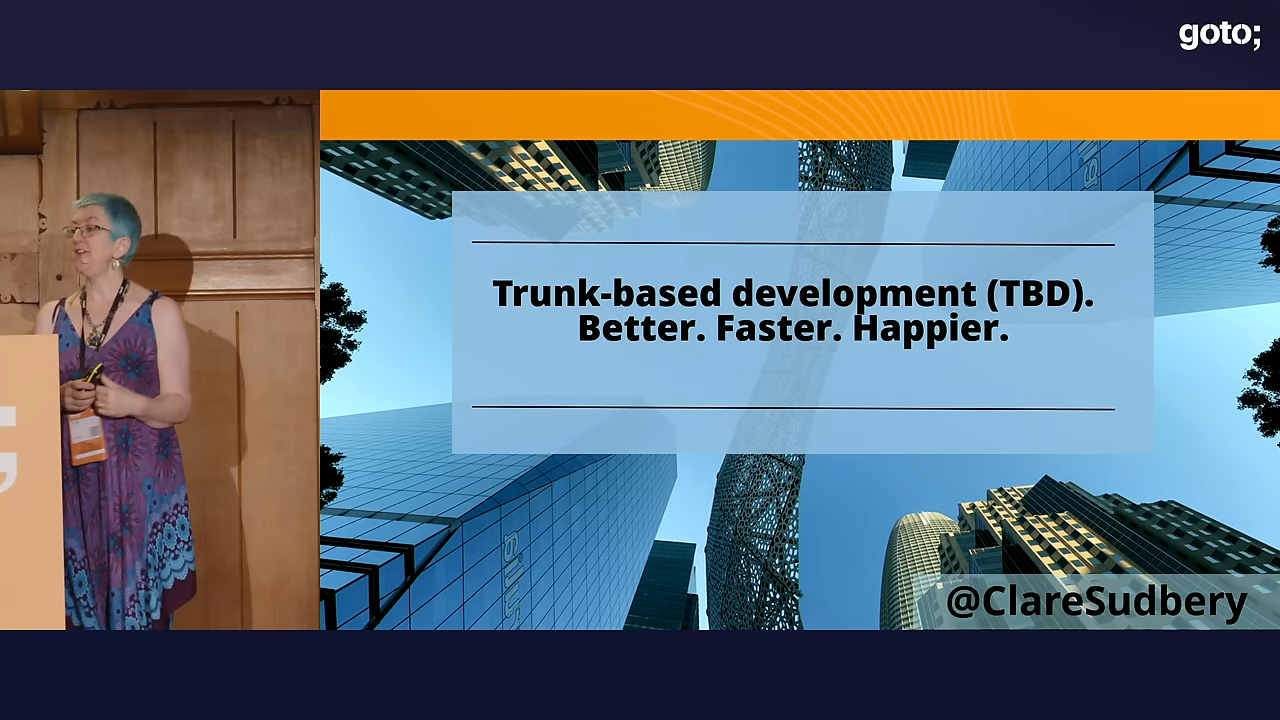 goto;
Trunk-based development (TBD).
Better. Faster. Happier.
@ClareSudbery